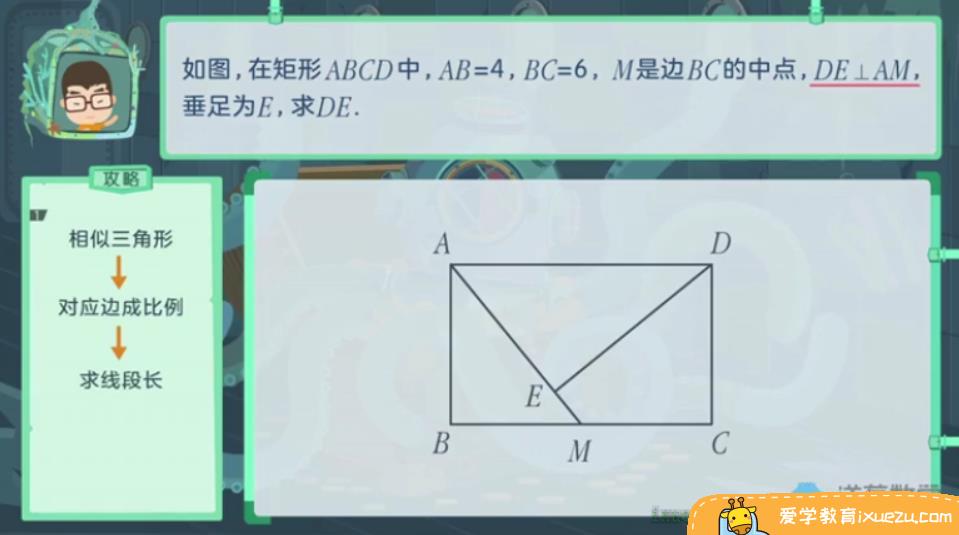 如图,在矩形ABCD中,AB=4,BC=6, M是边BC的中点,DE⊥AM,
垂足为E,求DE.
攻略
1
相似三角形
对应边成比例
求线段长
A
D
E
B
M
C
爱学教育ixuezu.com